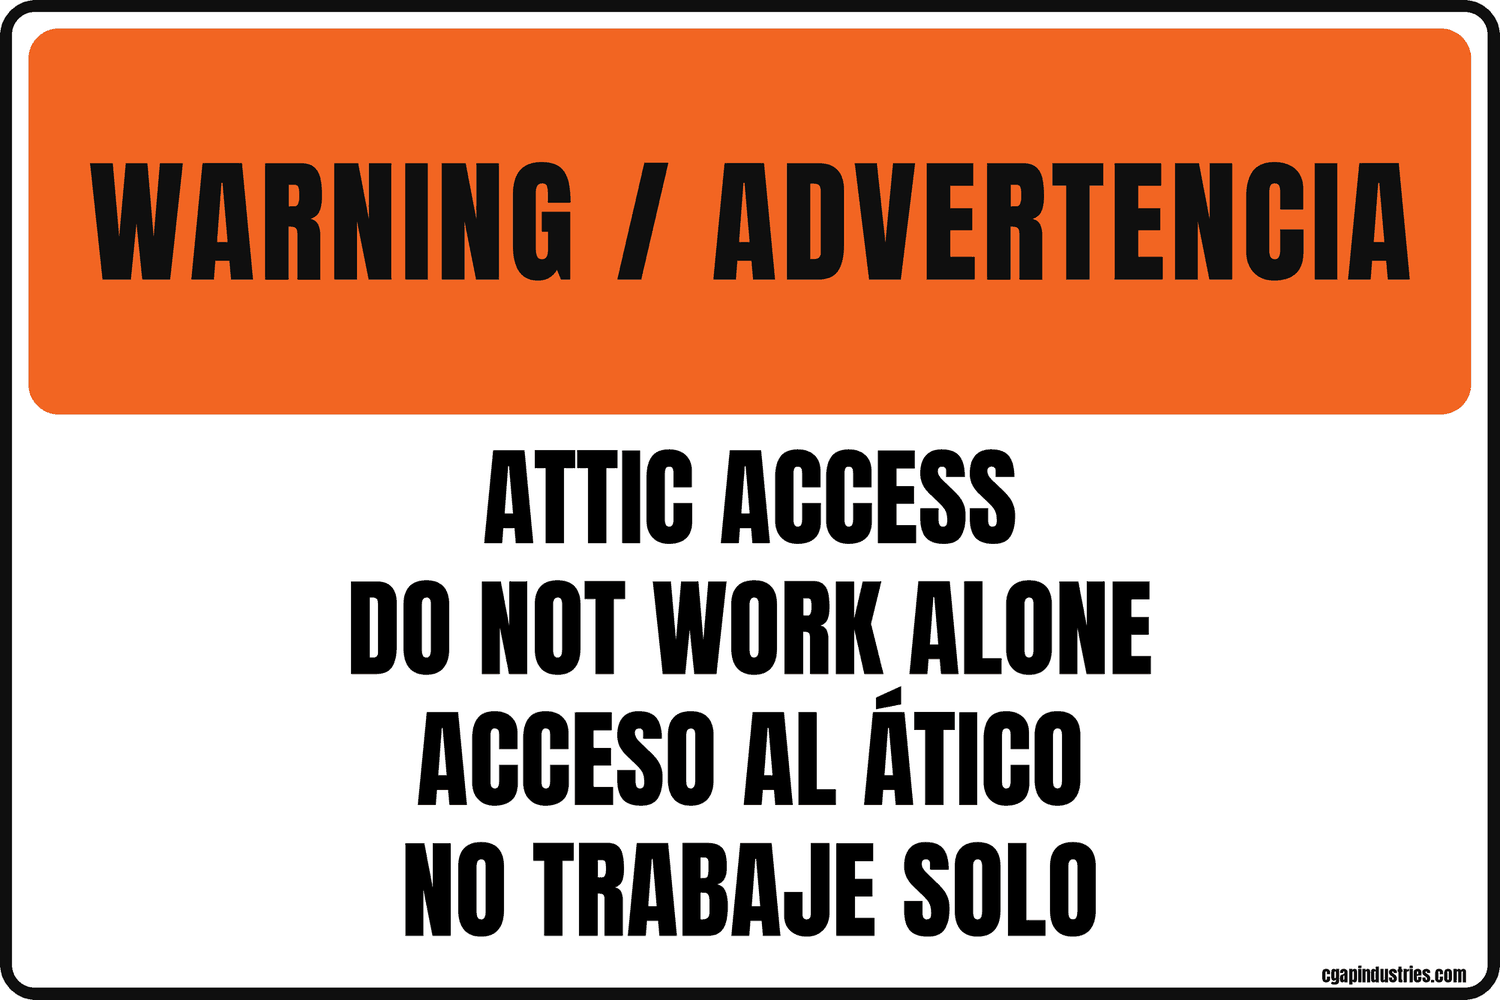 WARNING / ADVERTENCIA
ATTIC ACCESS
DO NOT WORK ALONE
ACCESO AL ÁTICO
NO TRABAJE SOLO
cgapindustries.com